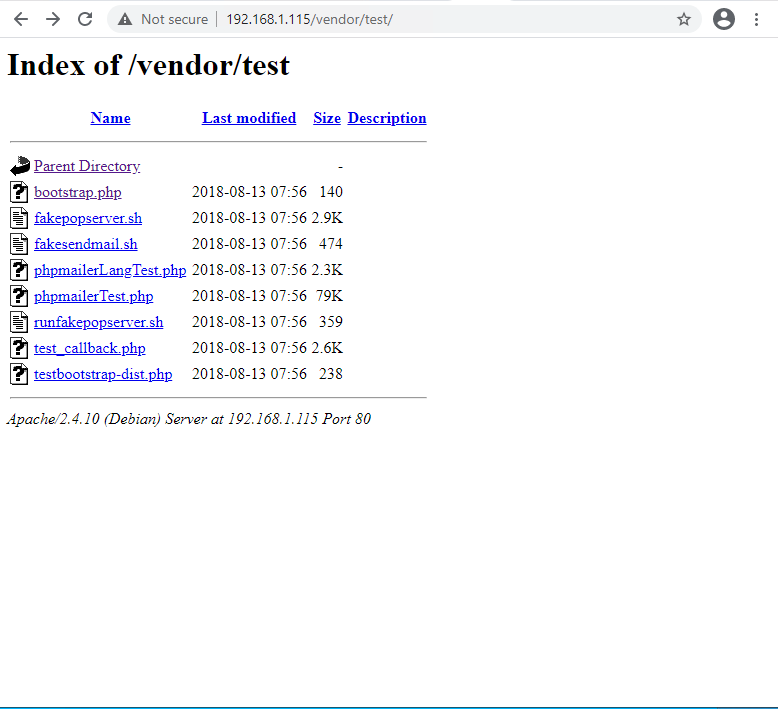 Not secure | 192.168.1.115/vendor/test/
Index of /vendor/test
Name Last modified Size Description
Parent Directory -
bootstrap.php 2018-08-13 07:56 140
fakepopserver.sh 2018-08-13 07:56 2.9K
fakesendmail.sh 2018-08-13 07:56 474
phpmailerLangTest.php 2018-08-13 07:56 2.3K
phpmailerTest.php 2018-08-13 07:56 79K
runfakepopserver.sh 2018-08-13 07:56 359
test_callback.php 2018-08-13 07:56 2.6K
testbootstrap-dist.php 2018-08-13 07:56 238
Apache/2.4.10 (Debian) Server at 192.168.1.115 Port 80